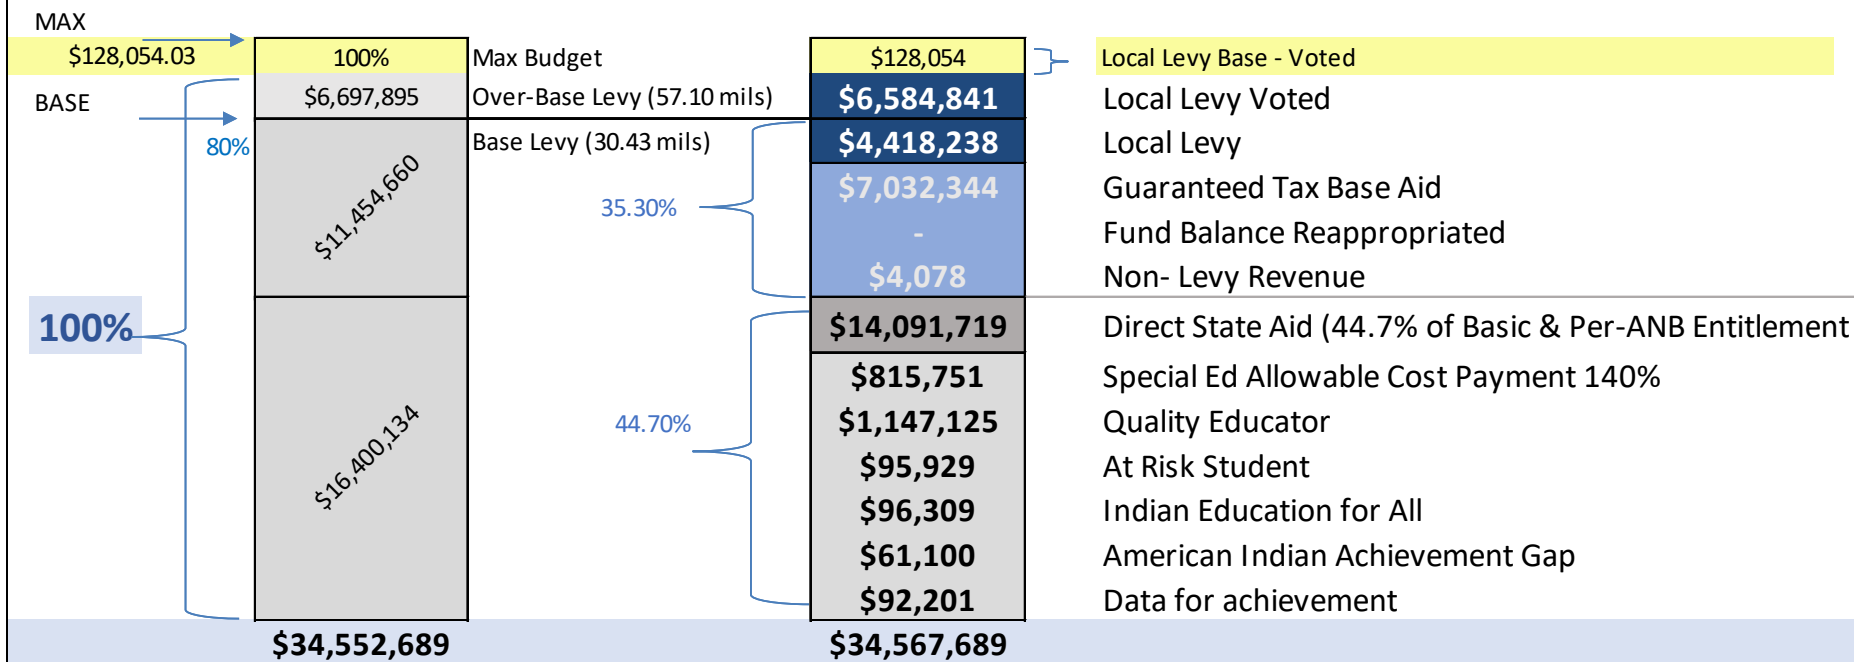 MAX
$128,054.03 100% Max Budget $128,054 Local Levy Base - Voted
BASE $6,697,895 Over-Base Levy (57.10 mils) $6,584,841 Local Levy Voted
80% Base Levy (30.43 mils) $4,418,238 Local Levy
$11,454,660 35.30% $7,032,344 Guaranteed Tax Base Aid
- Fund Balance Reappropriated
$4,078 Non- Levy Revenue
100% $14,091,719 Direct State Aid (44.7% of Basic & Per-ANB Entitlement
$815,751 Special Ed Allowable Cost Payment 140%
$16,400,134 44.70% $1,147,125 Quality Educator
$95,929 At Risk Student
$96,309 Indian Education for All
$61,100 American Indian Achievement Gap
$92,201 Data for achievement
$34,552,689 $34,567,689